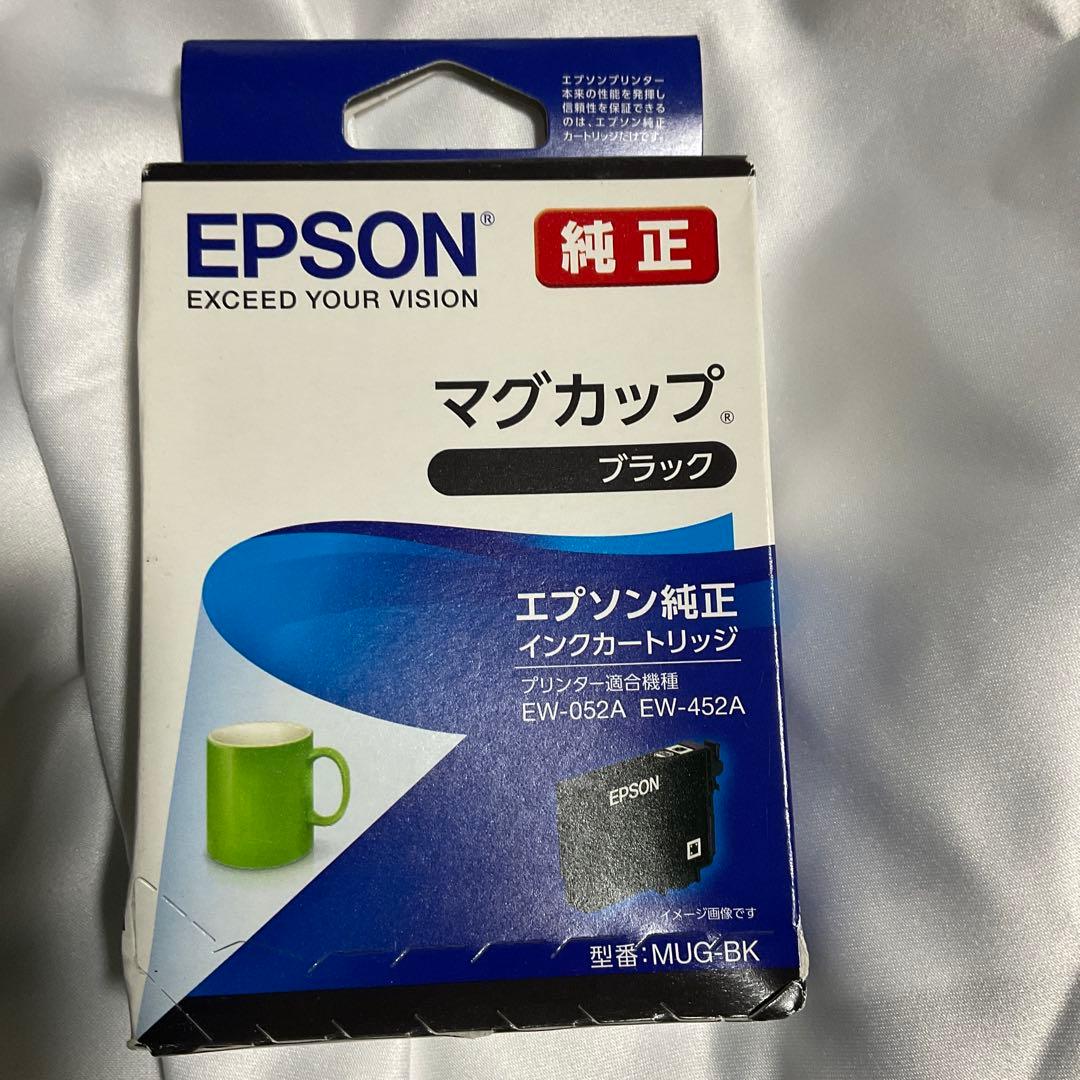 エプソンプリンター
本来の性能を発揮し
信頼性を保証できる
のは、エプソン純正
カートリッジだけです。
EPSON®
純正
EXCEED YOUR VISION
マグカップ®
ブラック
エプソン純正
インクカートリッジ
プリンター適合機種
EW-052A EW-452A
EPSON
イメージ画像です
型番:MUG-BK